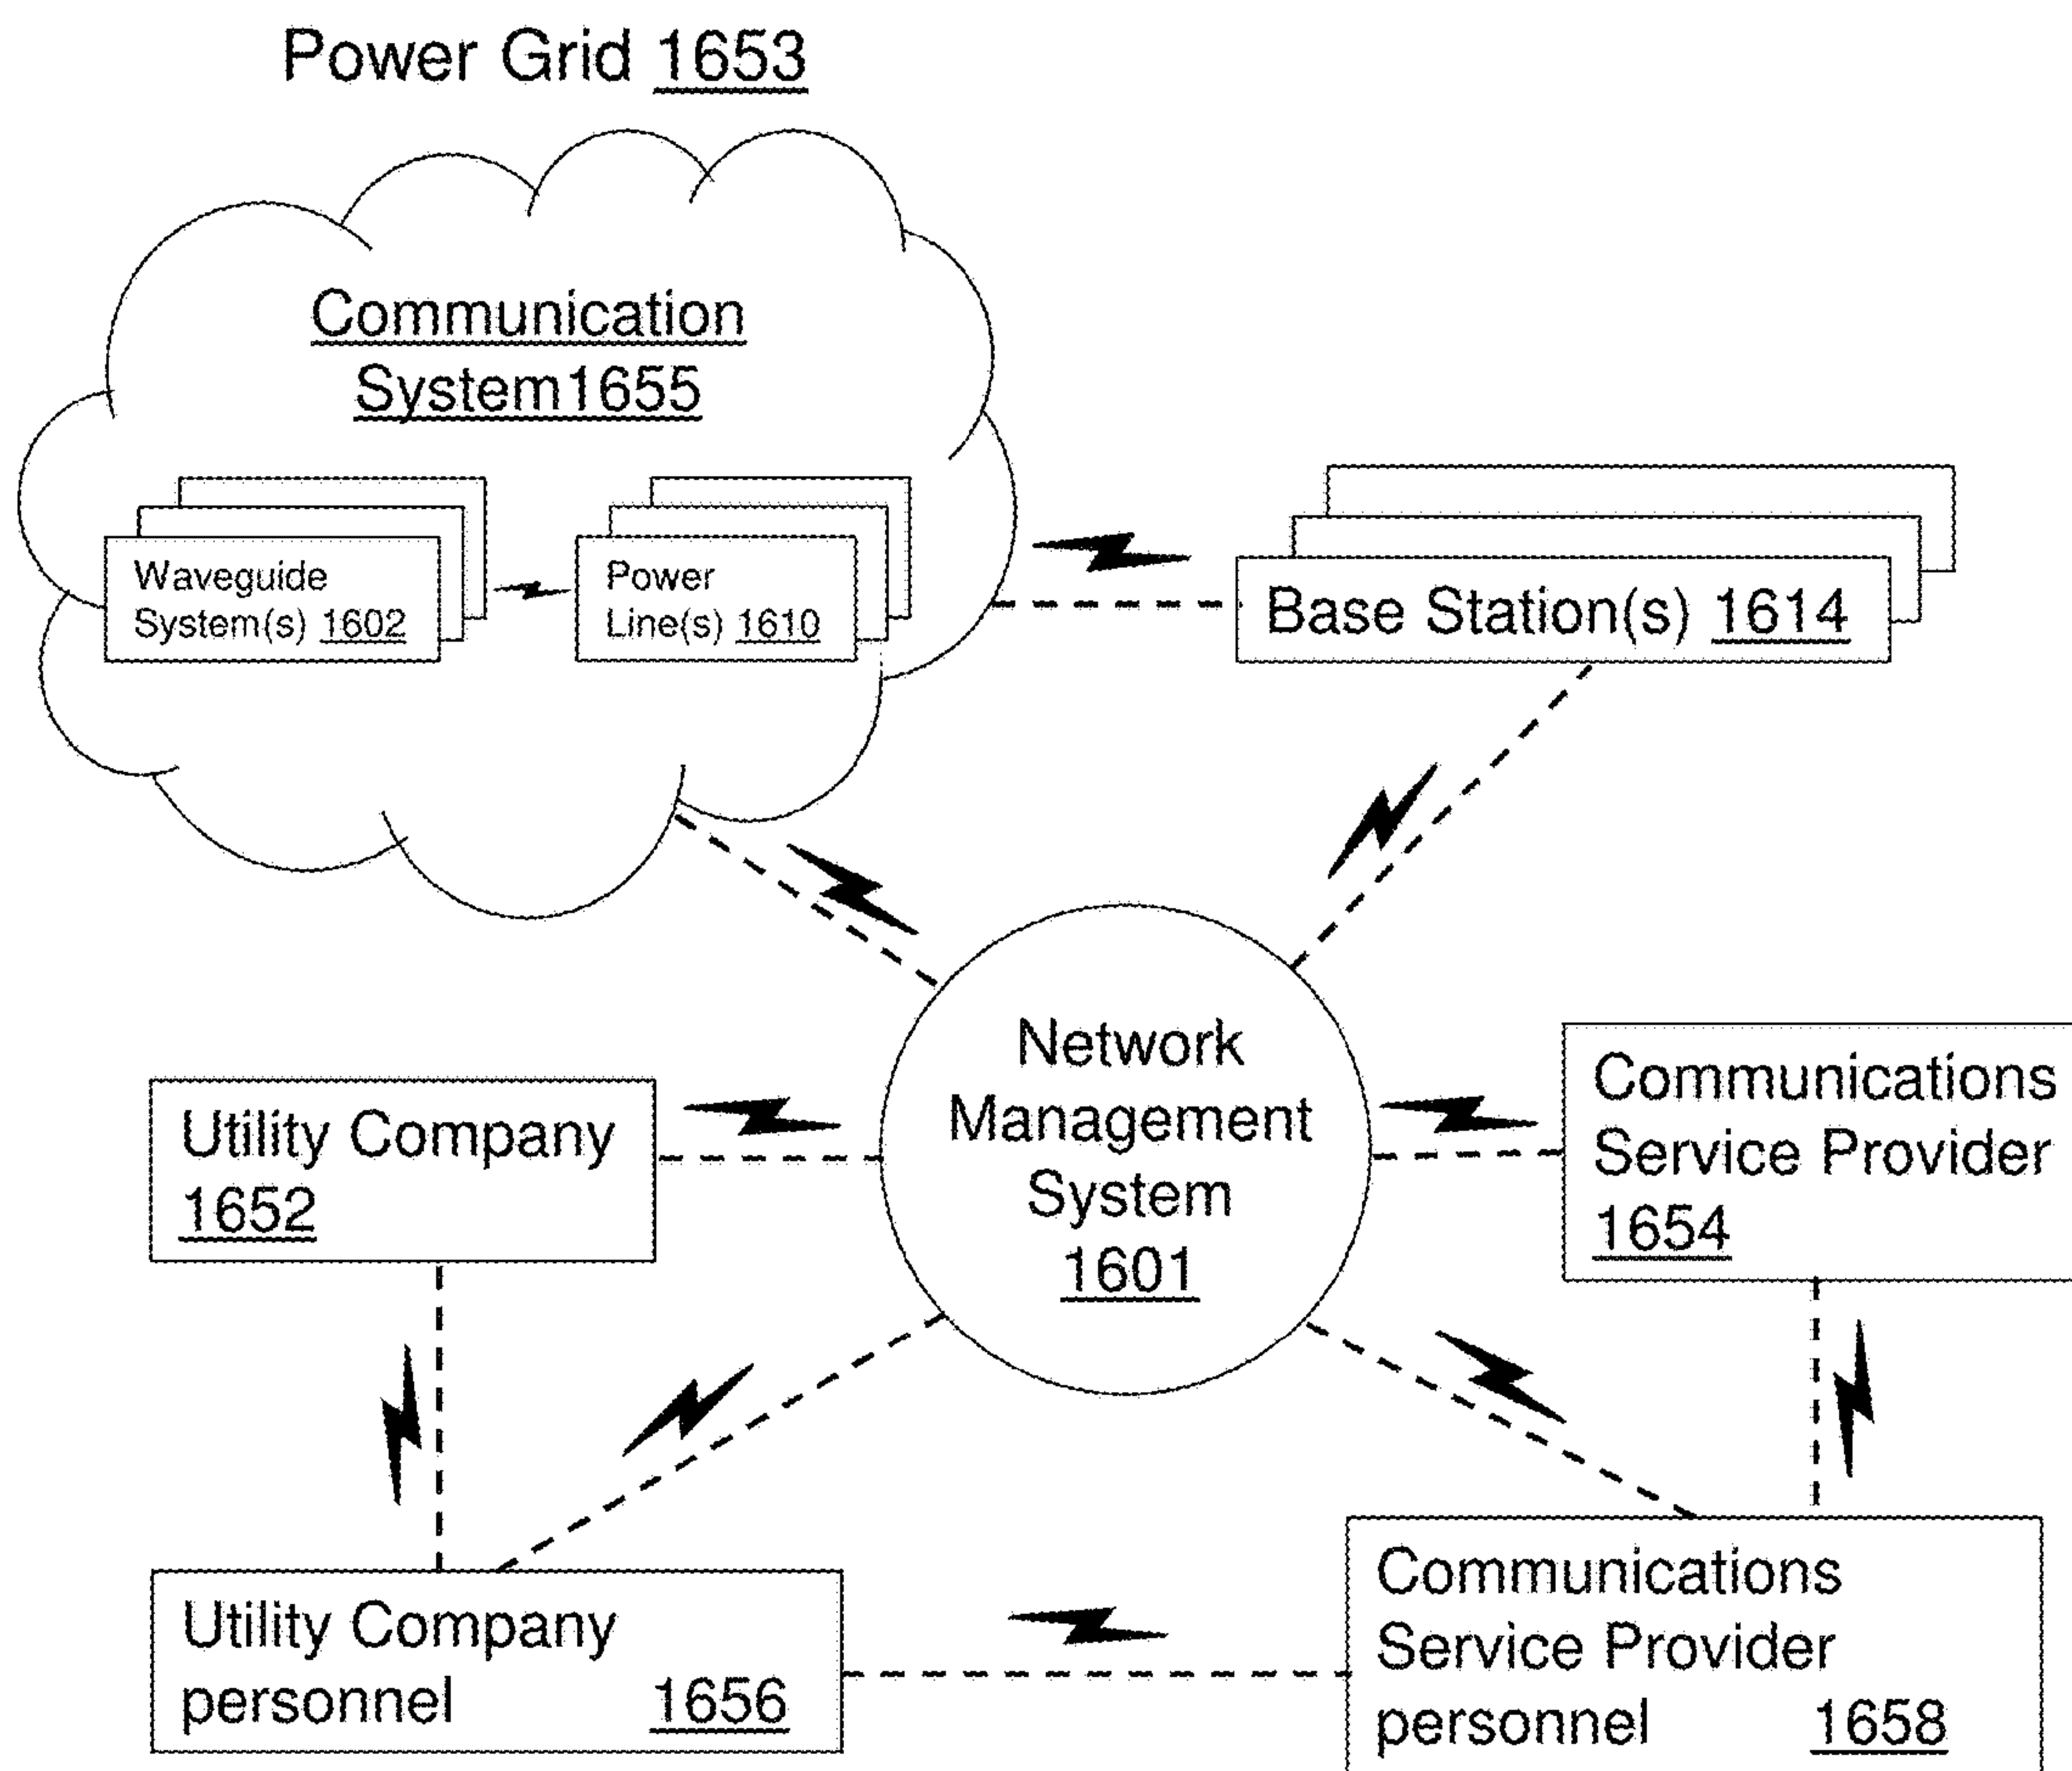 Power Grid 1653
Communication
System1655
Waveguide
System(s) 1602
Power
Line(s) 1610
Base Station(s) 1614
Network
Management
System
1601
Utility Company
1652
Communications
Service Provider
1654
Utility Company
personnel 1656
Communications
Service Provider
personnel 1658